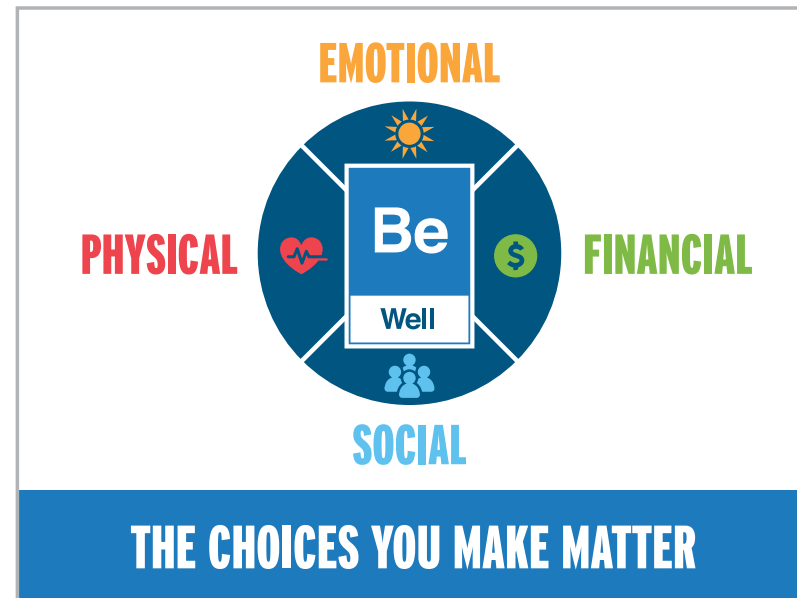 EMOTIONAL
PHYSICAL
Be
Well
$
FINANCIAL
SOCIAL
THE CHOICES YOU MAKE MATTER